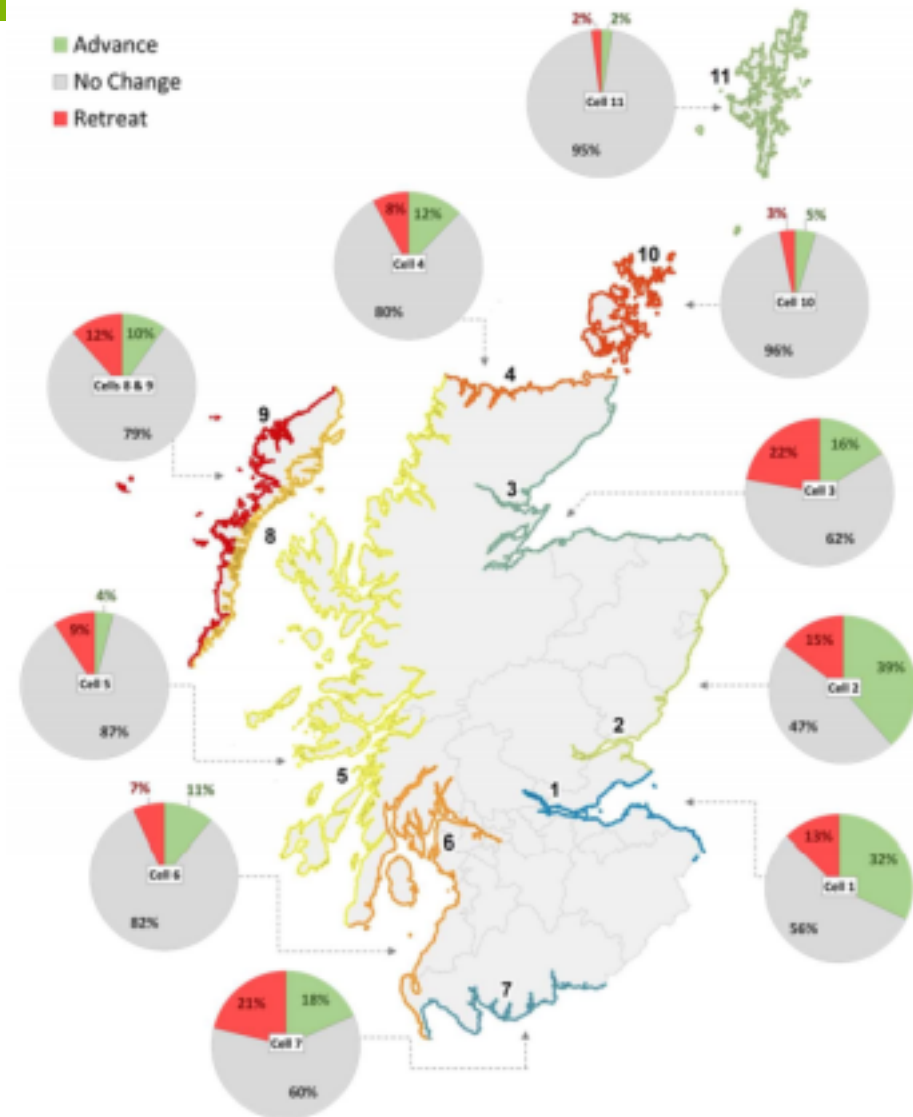 Advance
No Change
Retreat
2% 2%
Cell 11
95%
11
8% 12%
Cell 4
80%
10
3% 5%
Cell 10
96%
12% 10%
Cells 8 & 9
79%
4
9
22% 16%
Cell 3
62%
3
8
4%
9%
Cell 5
87%
15% 39%
Cell 2
47%
2
5
1
7% 11%
Cell 6
82%
6
13% 32%
Cell 1
56%
21% 18%
Cell 7
60%
7